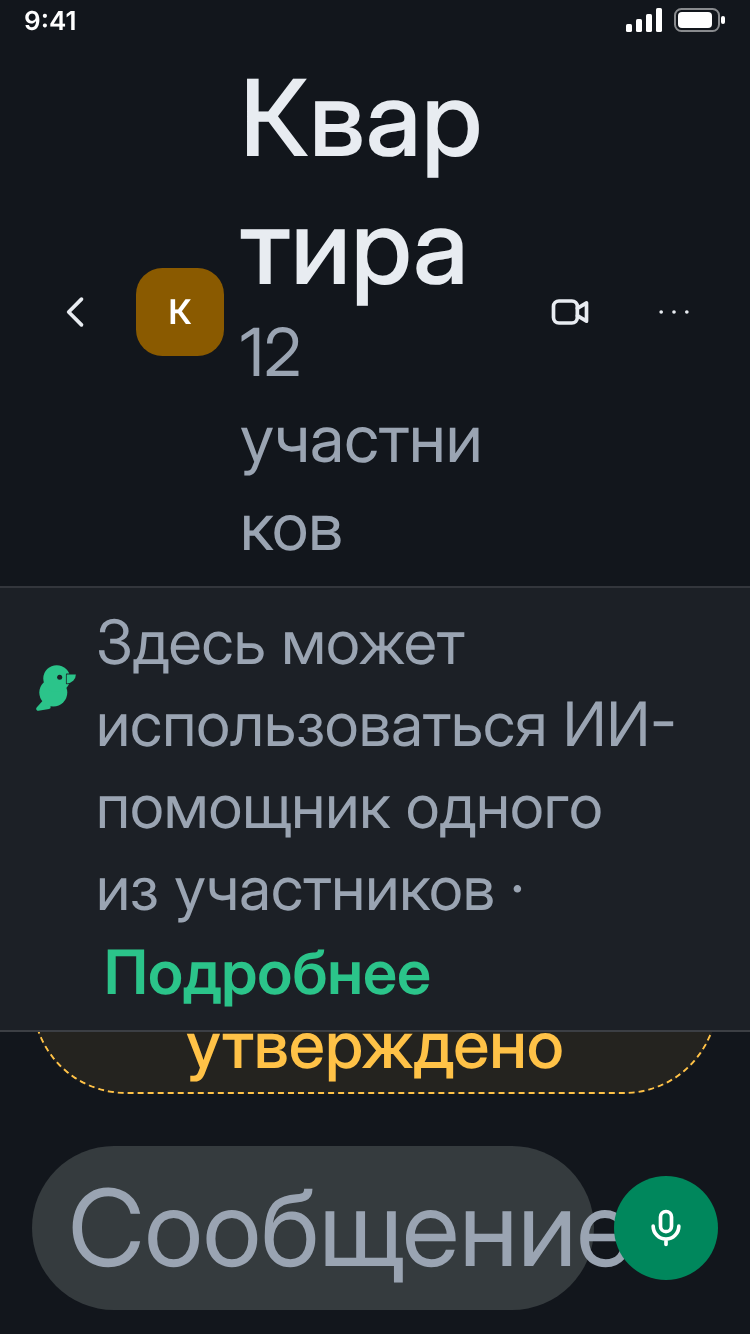 9:41
Квар
тира
К
12
участни
ков
Здесь может
использоваться ИИ-
помощник одного
из участников ·
Подробнее
утверждено
Сообщение